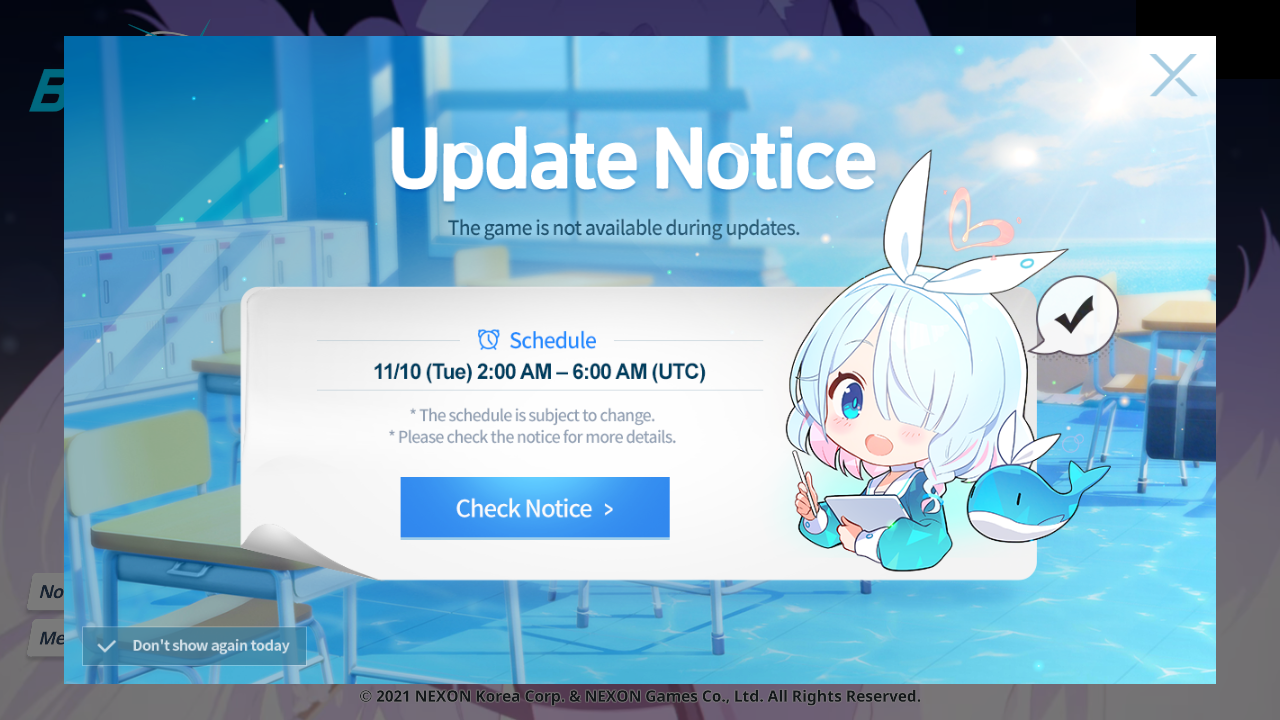 Update Notice
The game is not available during updates.
Schedule
11/10 (Tue) 2:00 AM – 6:00 AM (UTC)
* The schedule is subject to change.
* Please check the notice for more details.
Check Notice >
B
No
Me
Don't show again today
© 2021 NEXON Korea Corp. & NEXON Games Co., Ltd. All Rights Reserved.